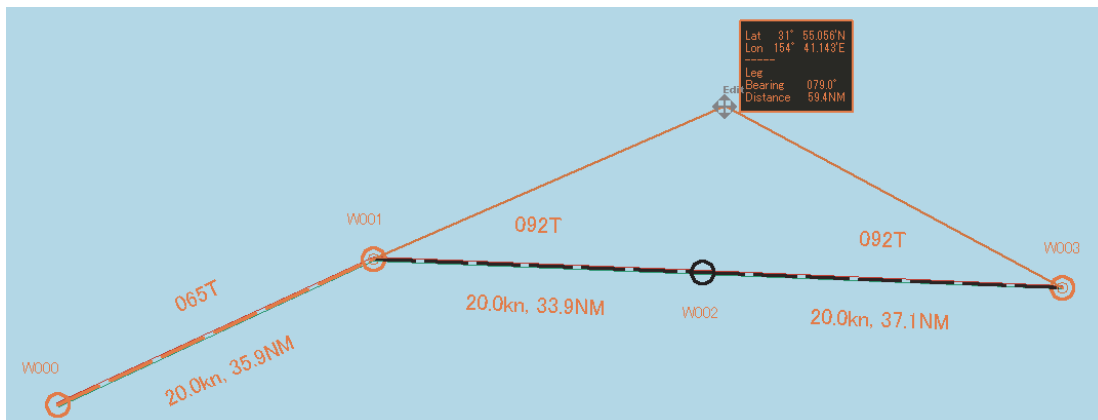 Lat 31° 55.056'N
Lon 154° 41.143'E
-----
Leg
Bearing 079.0°
Distance 59.4NM
Edit
W001
092T
092T
W003
065T
20.0kn, 33.9NM
W002
20.0kn, 37.1NM
W000
20.0kn, 35.9NM